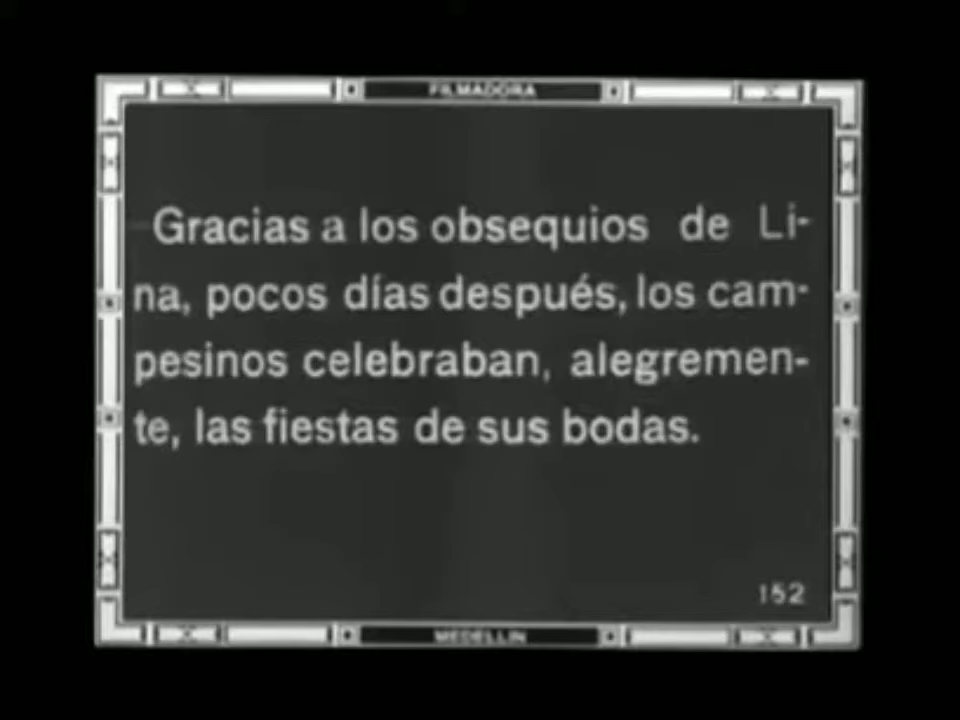 FILMADORA
Gracias a los obsequios de Li-
na, pocos días después, los cam-
pesinos celebraban, alegremen-
te, las fiestas de sus bodas.
152
MEDELLIN